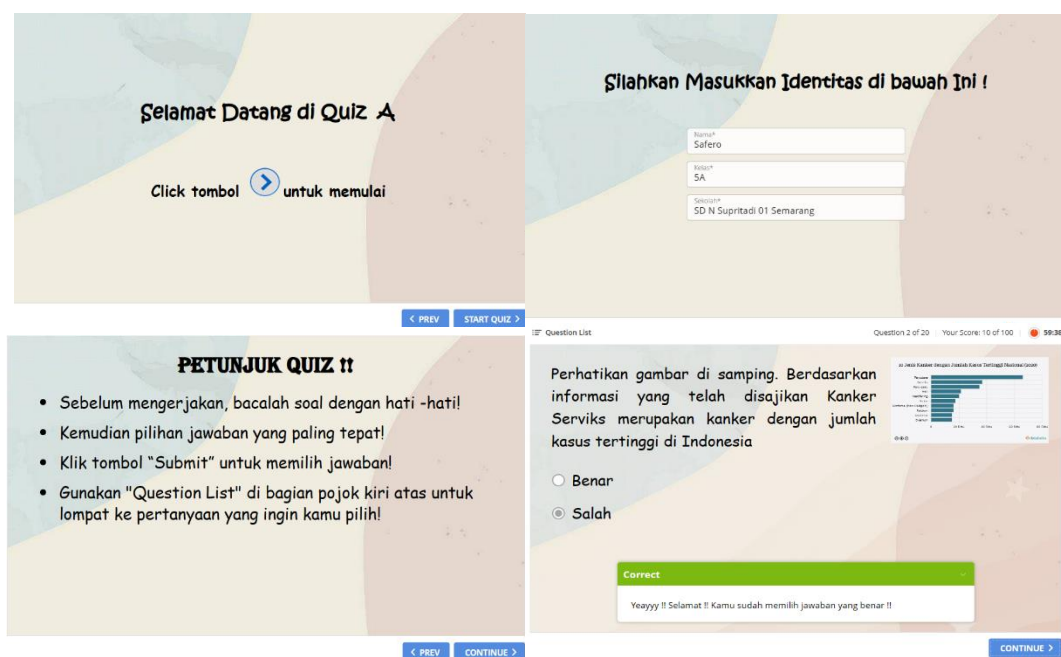 Selamat Datang di Quiz A
Click tombol untuk memulai
< PREV
START QUIZ >
Silahkan Masukkan Identitas di bawah Ini !
Nama*
Safero
Kelas*
5A
Sekolah*
SD N Supritadi 01 Semarang
PETUNJUK QUIZ !!
• Sebelum mengerjakan, bacalah soal dengan hati -hati!
• Kemudian pilihan jawaban yang paling tepat!
• Klik tombol “Submit” untuk memilih jawaban!
• Gunakan "Question List" di bagian pojok kiri atas untuk
lompat ke pertanyaan yang ingin kamu pilih!
< PREV
CONTINUE >
Question List
Question 2 of 20
Your Score: 10 of 100
59:38
Perhatikan gambar di samping. Berdasarkan
informasi yang telah disajikan Kanker
Serviks merupakan kanker dengan jumlah
kasus tertinggi di Indonesia
Benar
Salah
Correct
Yeayyy !! Selamat !! Kamu sudah memilih jawaban yang benar !!
CONTINUE >